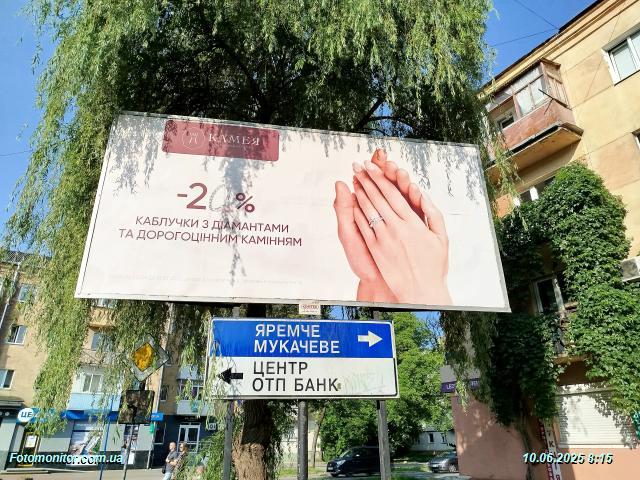 КАМЕЯ
-20%
КАБЛУЧКИ З ДІАМАНТАМИ
ТА ДОРОГОЦІННИМ КАМІННЯМ
ЯРЕМЧЕ
МУКАЧЕВЕ
ЦЕНТР
ОТП БАНК
ЦЕ
Fotomonitor.com.ua
10.06.2025 8:15